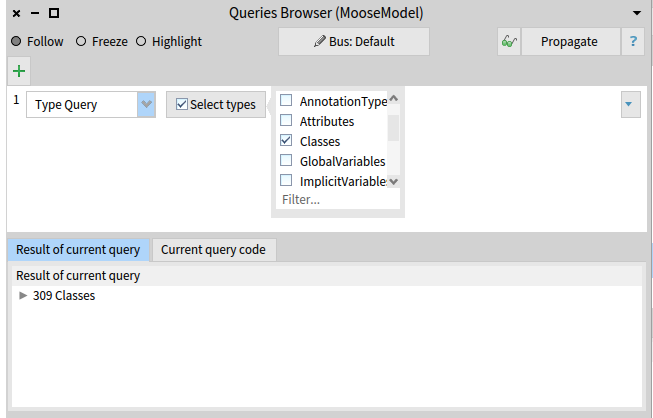 Queries Browser (MooseModel)
Follow Freeze Highlight Bus: Default Propagate ?
1 Type Query Select types
AnnotationType
Attributes
Classes
GlobalVariables
ImplicitVariable
Filter...
Result of current query Current query code
Result of current query
309 Classes